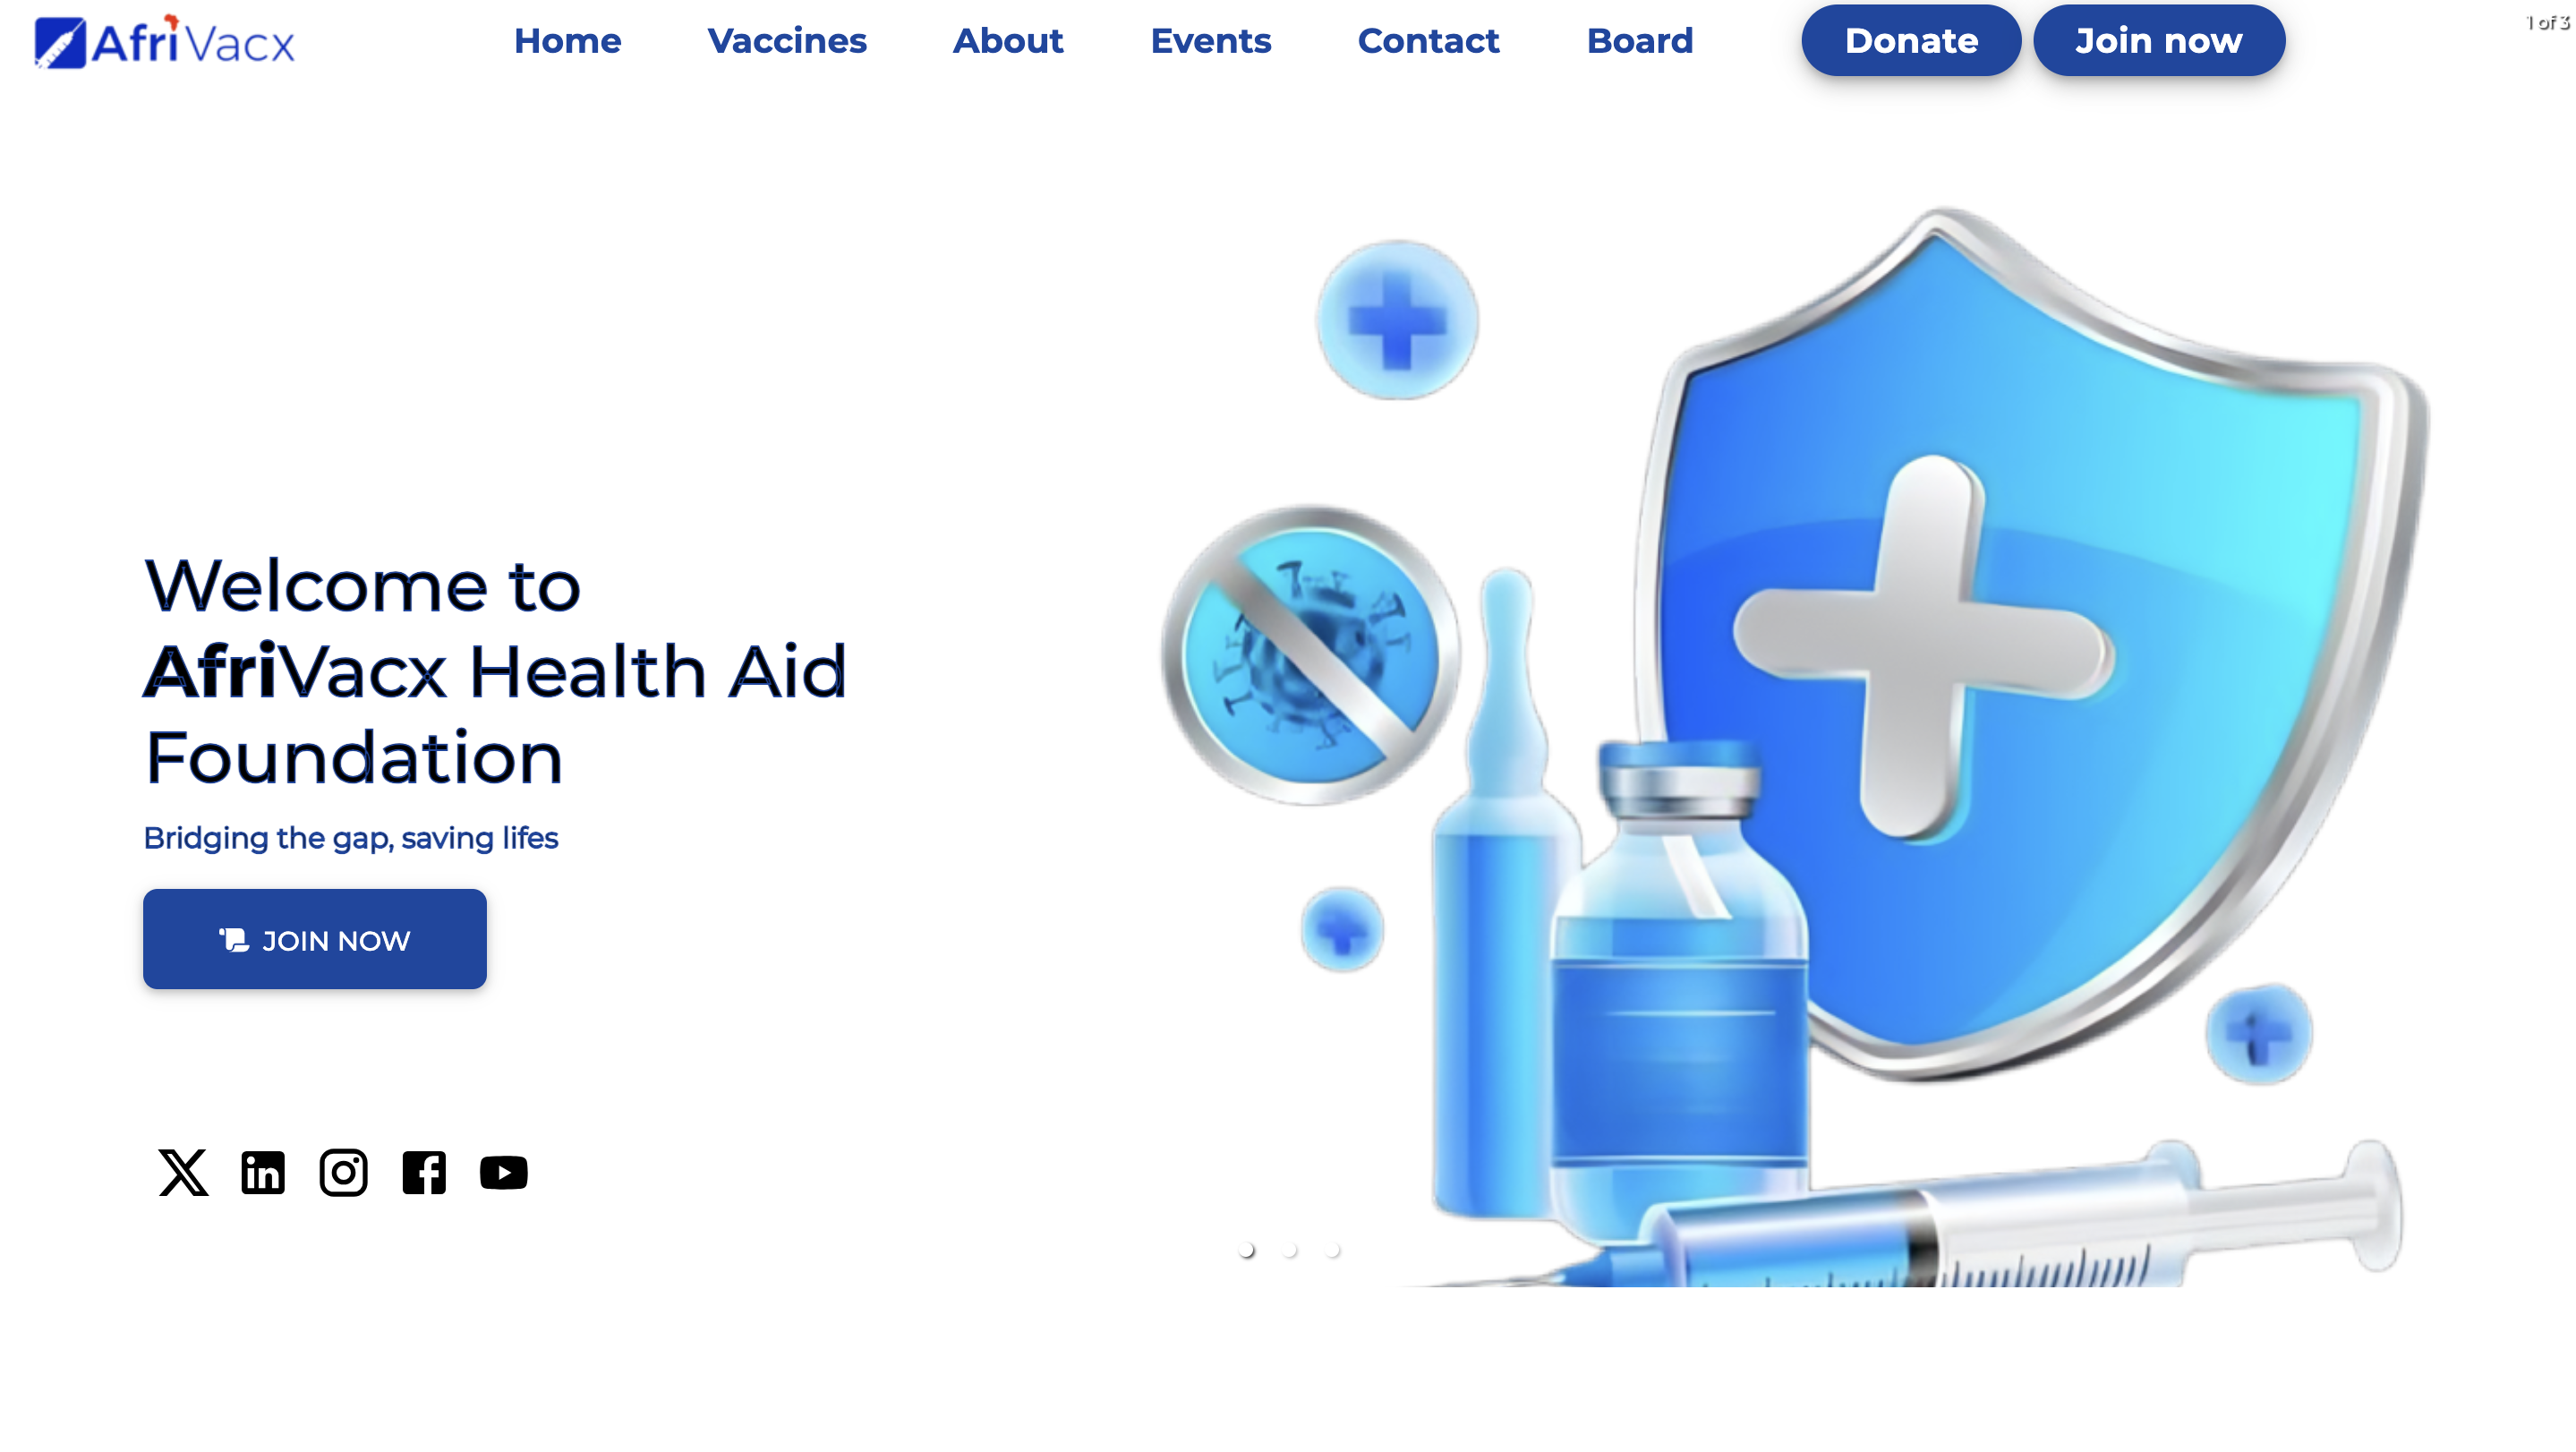 AfriVacx
Home Vaccines About Events Contact Board Donate Join now
1 of 3
Welcome to
AfriVacx Health Aid
Foundation
Bridging the gap, saving lifes
JOIN NOW